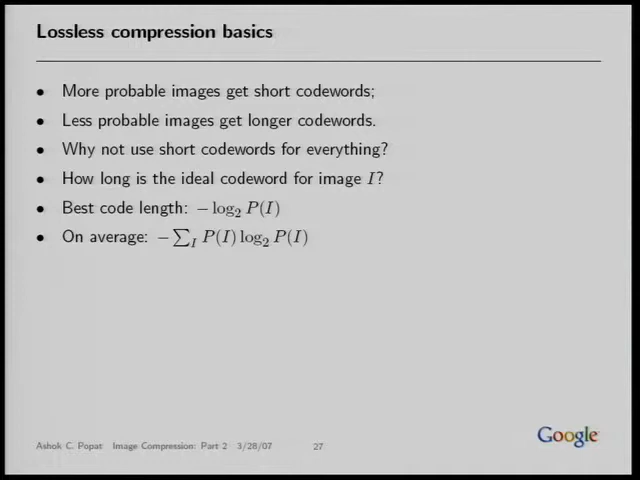 Lossless compression basics
• More probable images get short codewords;
• Less probable images get longer codewords.
• Why not use short codewords for everything?
• How long is the ideal codeword for image I?
• Best code length: − log₂ P(I)
• On average: − ∑_I P(I) log₂ P(I)
Ashok C. Popat Image Compression: Part 2 3/28/07 27
Google